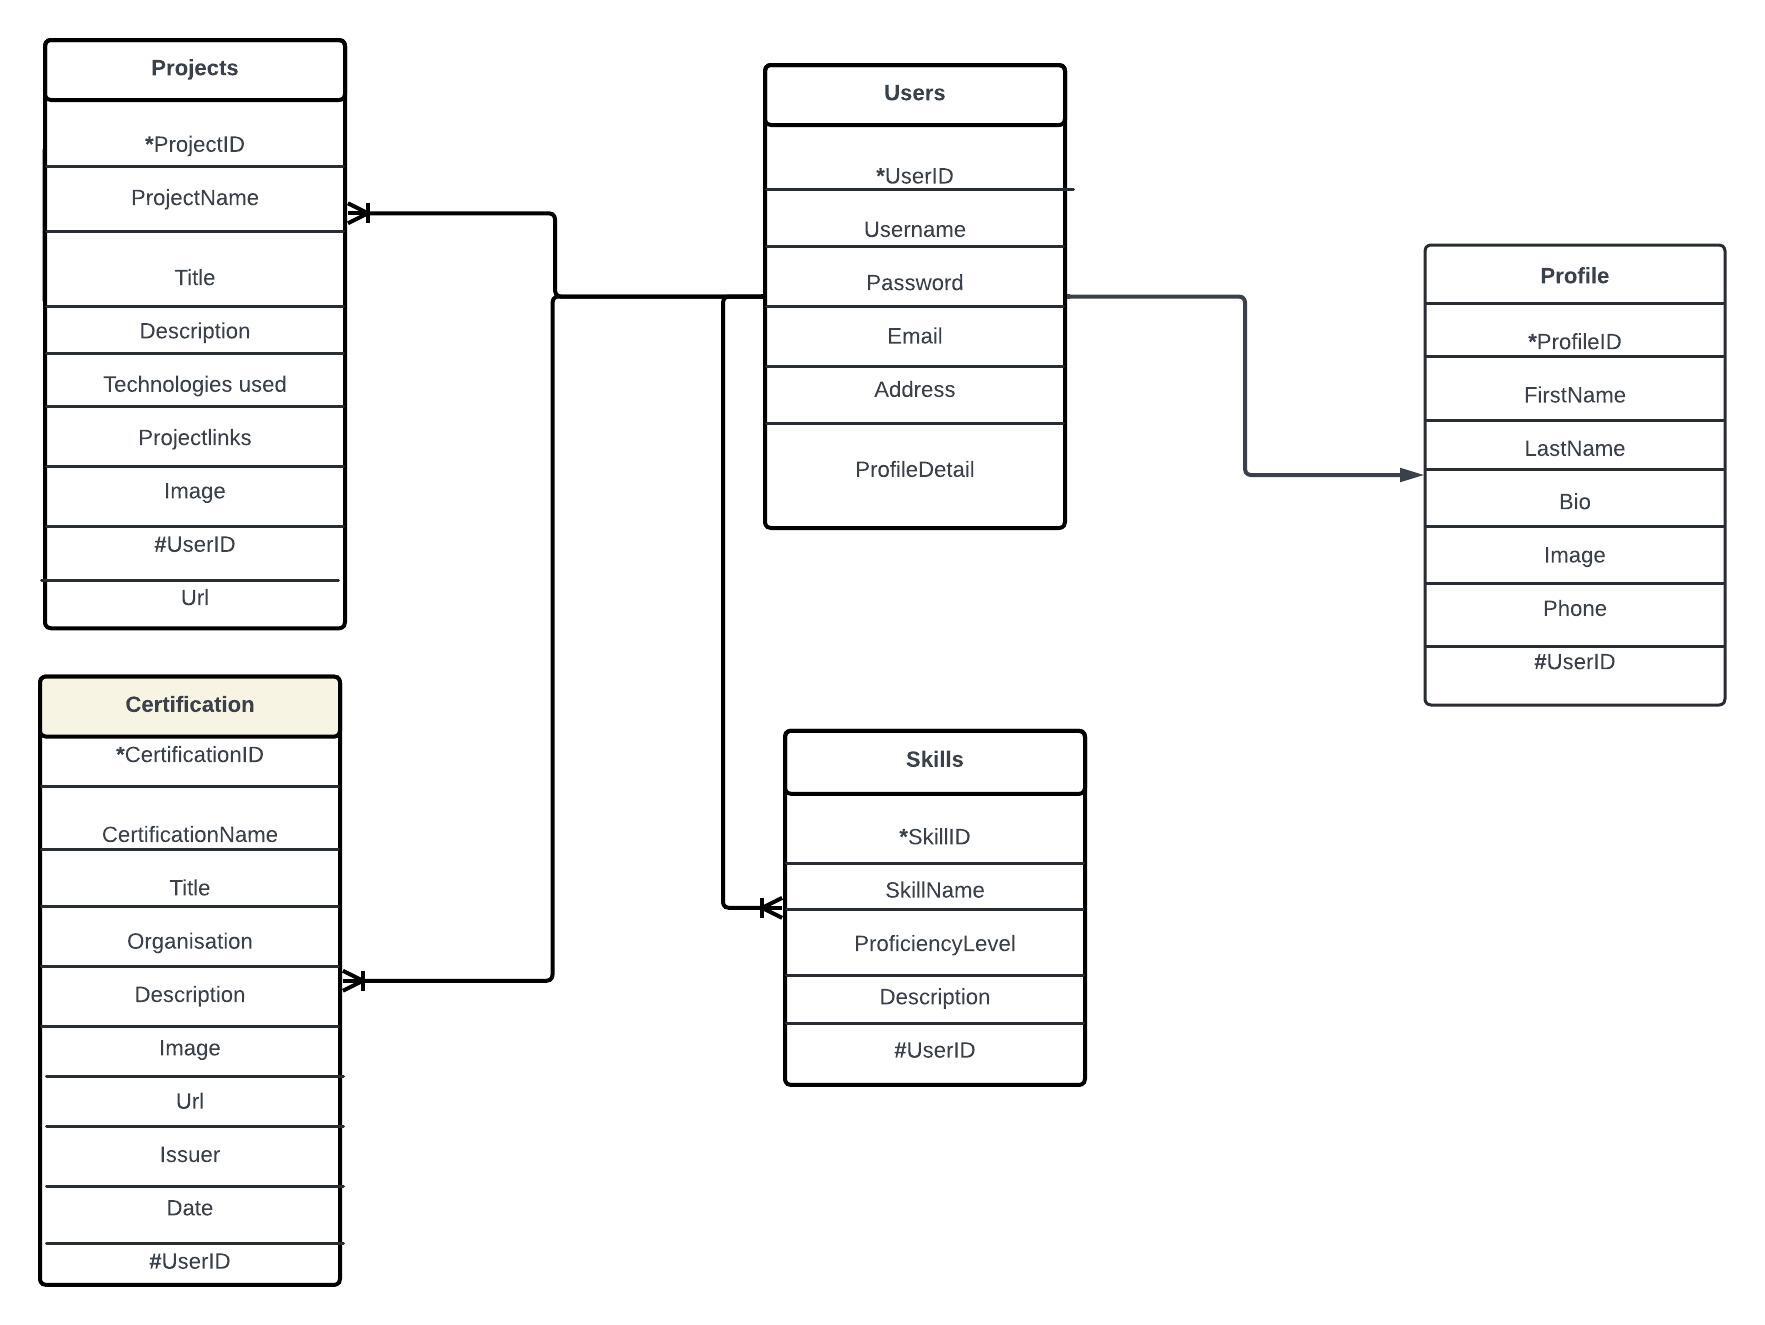 Projects
*ProjectID
ProjectName
Title
Description
Technologies used
Projectlinks
Image
#UserID
Url
Users
*UserID
Username
Password
Email
Address
ProfileDetail
Profile
*ProfileID
FirstName
LastName
Bio
Image
Phone
#UserID
Certification
*CertificationID
CertificationName
Title
Organisation
Description
Image
Url
Issuer
Date
#UserID
Skills
*SkillID
SkillName
ProficiencyLevel
Description
#UserID